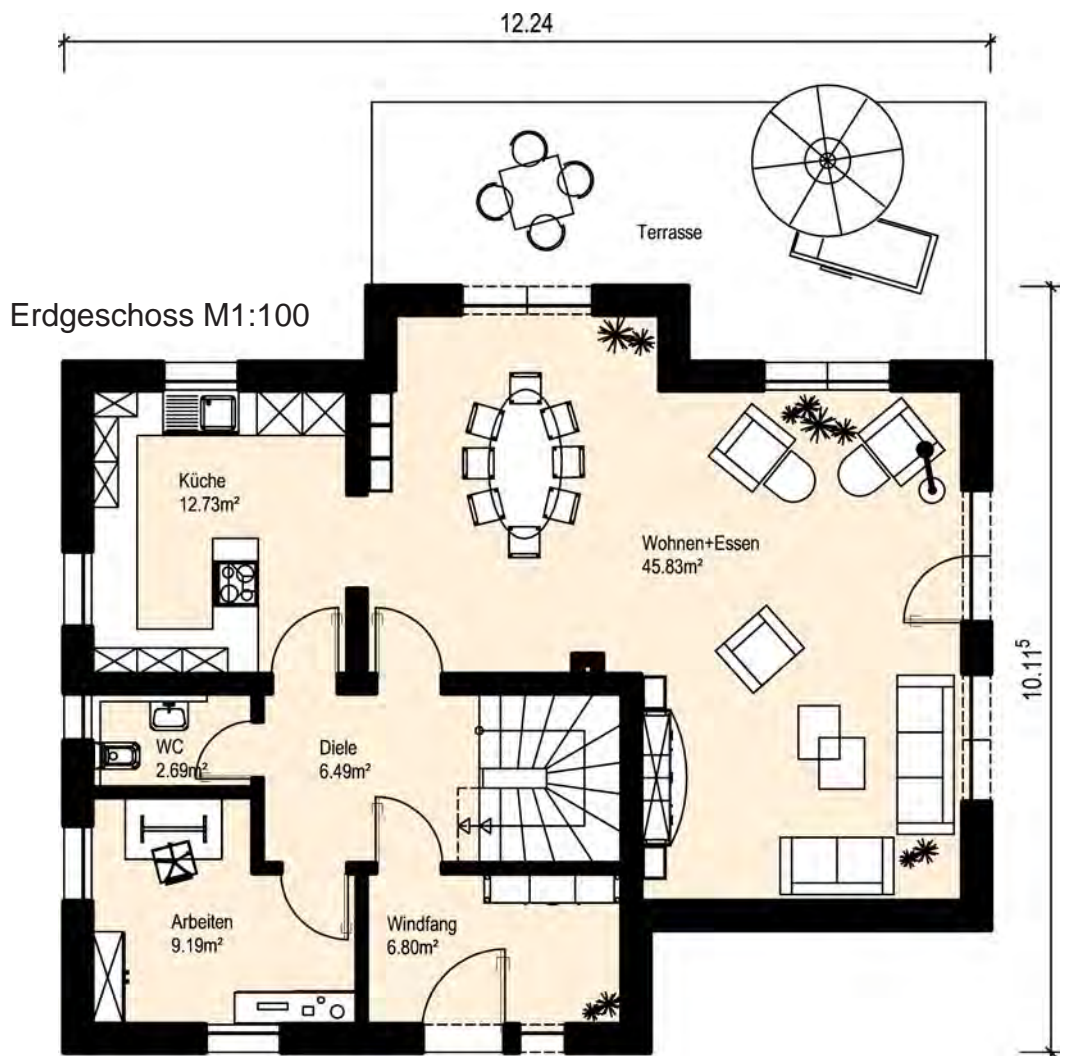 12.24
Terrasse
Erdgeschoss M1:100
Küche
12.73m²
Wohnen+Essen
45.83m²
10.11⁵
WC
2.69m²
Diele
6.49m²
Arbeiten
9.19m²
Windfang
6.80m²